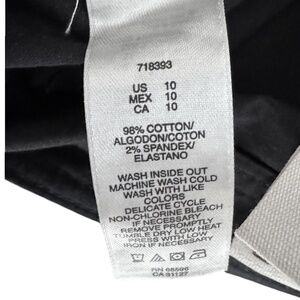 718393
US 10
MEX 10
CA 10
98% COTTON/
ALGODON/COTON
2% SPANDEX/
ELASTANO
WASH INSIDE OUT
MACHINE WASH COLD
WASH WITH LIKE
COLORS
DELICATE CYCLE
NON-CHLORINE BLEACH
IF NECESSARY
REMOVE PROMPTLY
TUMBLE DRY LOW HEAT
PRESS WITH LOW
IRON IF NECESSARY
RN
CA